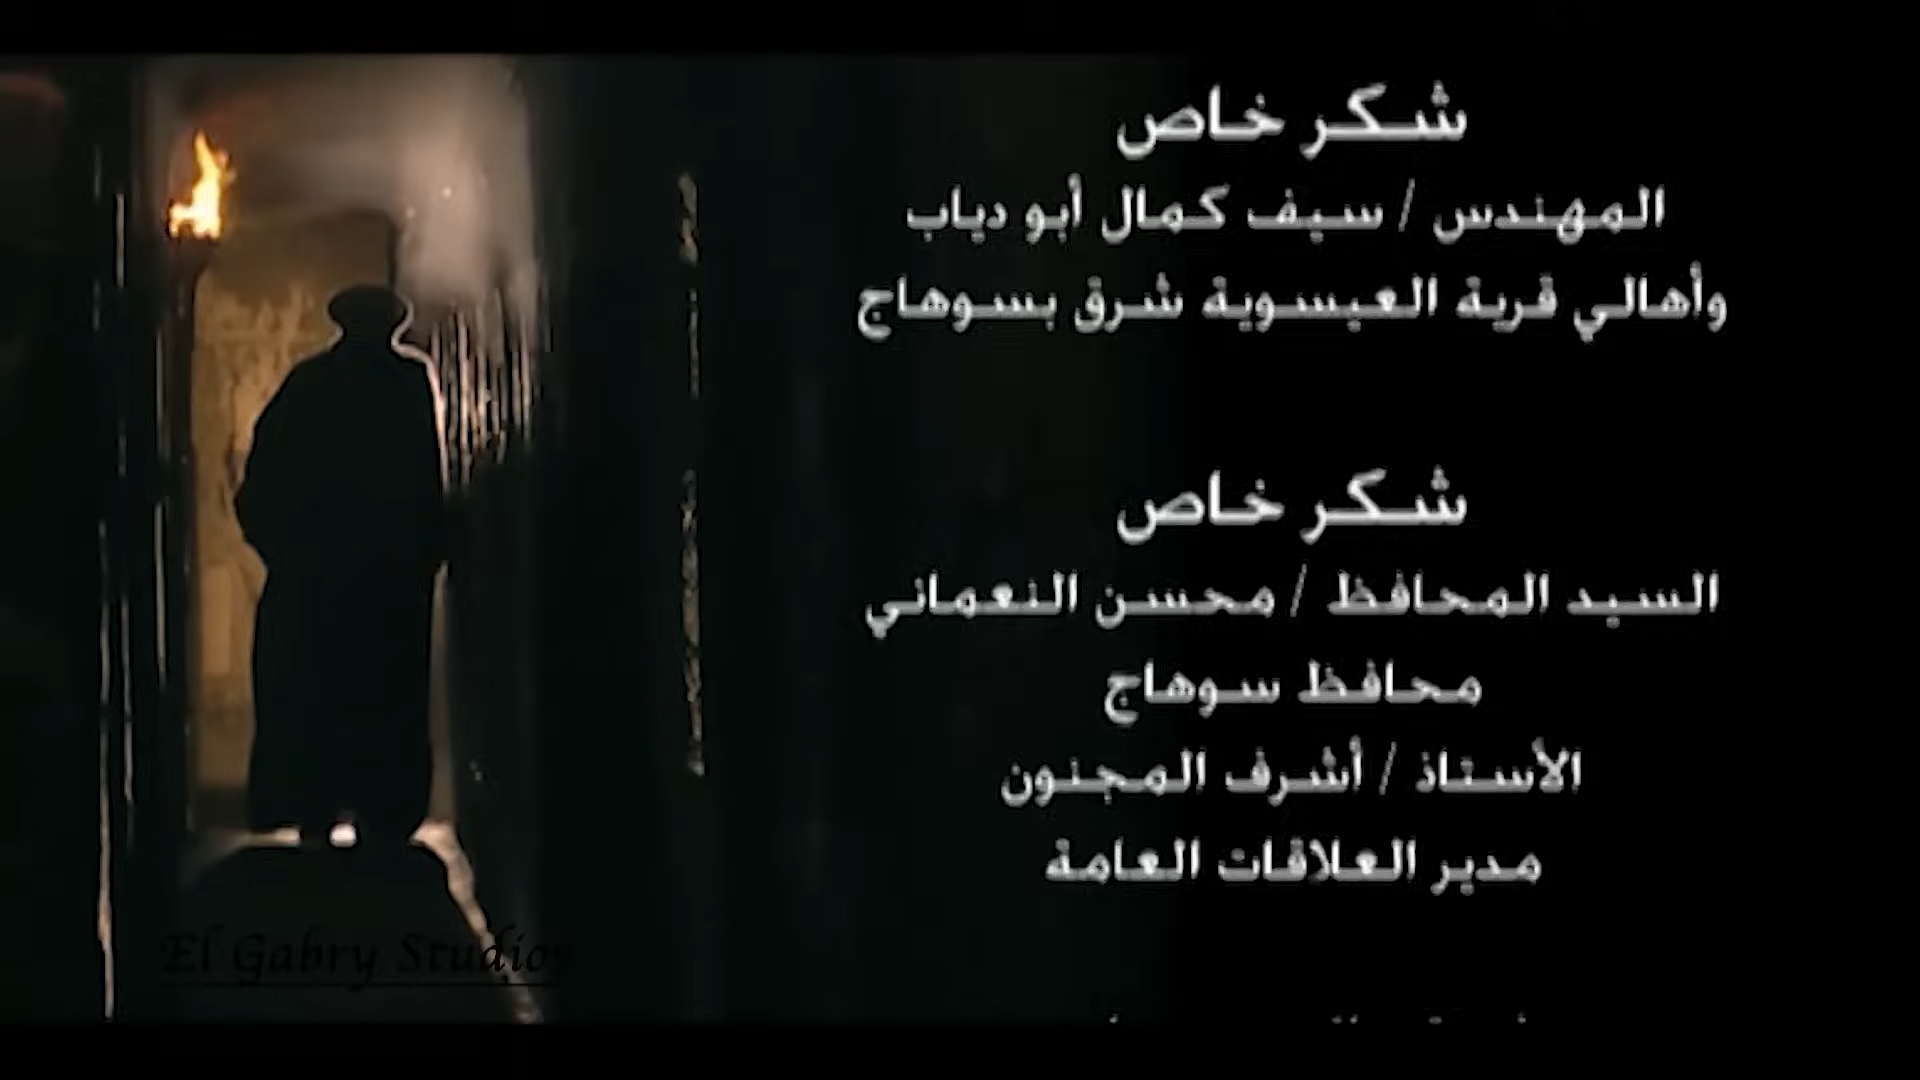 شكر خاص
المهندس / سيف كمال أبو دياب
وأهالي قرية العيسوية شرق بسوهاج
شكر خاص
السيد المحافظ / محسن النعماني
محافظ سوهاج
الأستاذ / أشرف المجنون
مدير العلاقات العامة
El Gabry Studios